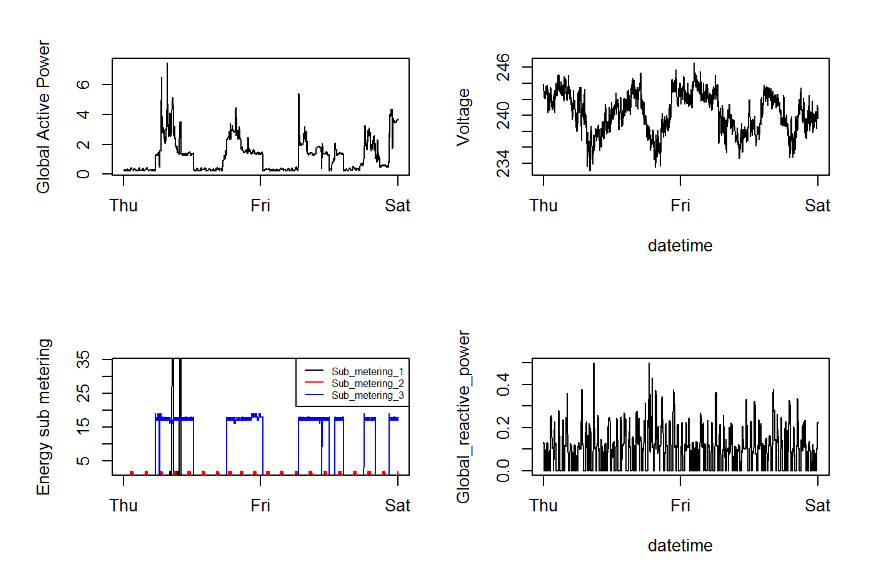 Global Active Power
0 2 4 6
Thu Fri Sat
Voltage
234 240 246
Thu Fri Sat
datetime
Energy sub metering
5 15 25 35
Sub_metering_1
Sub_metering_2
Sub_metering_3
Thu Fri Sat
Global_reactive_power
0.0 0.2 0.4
Thu Fri Sat
datetime